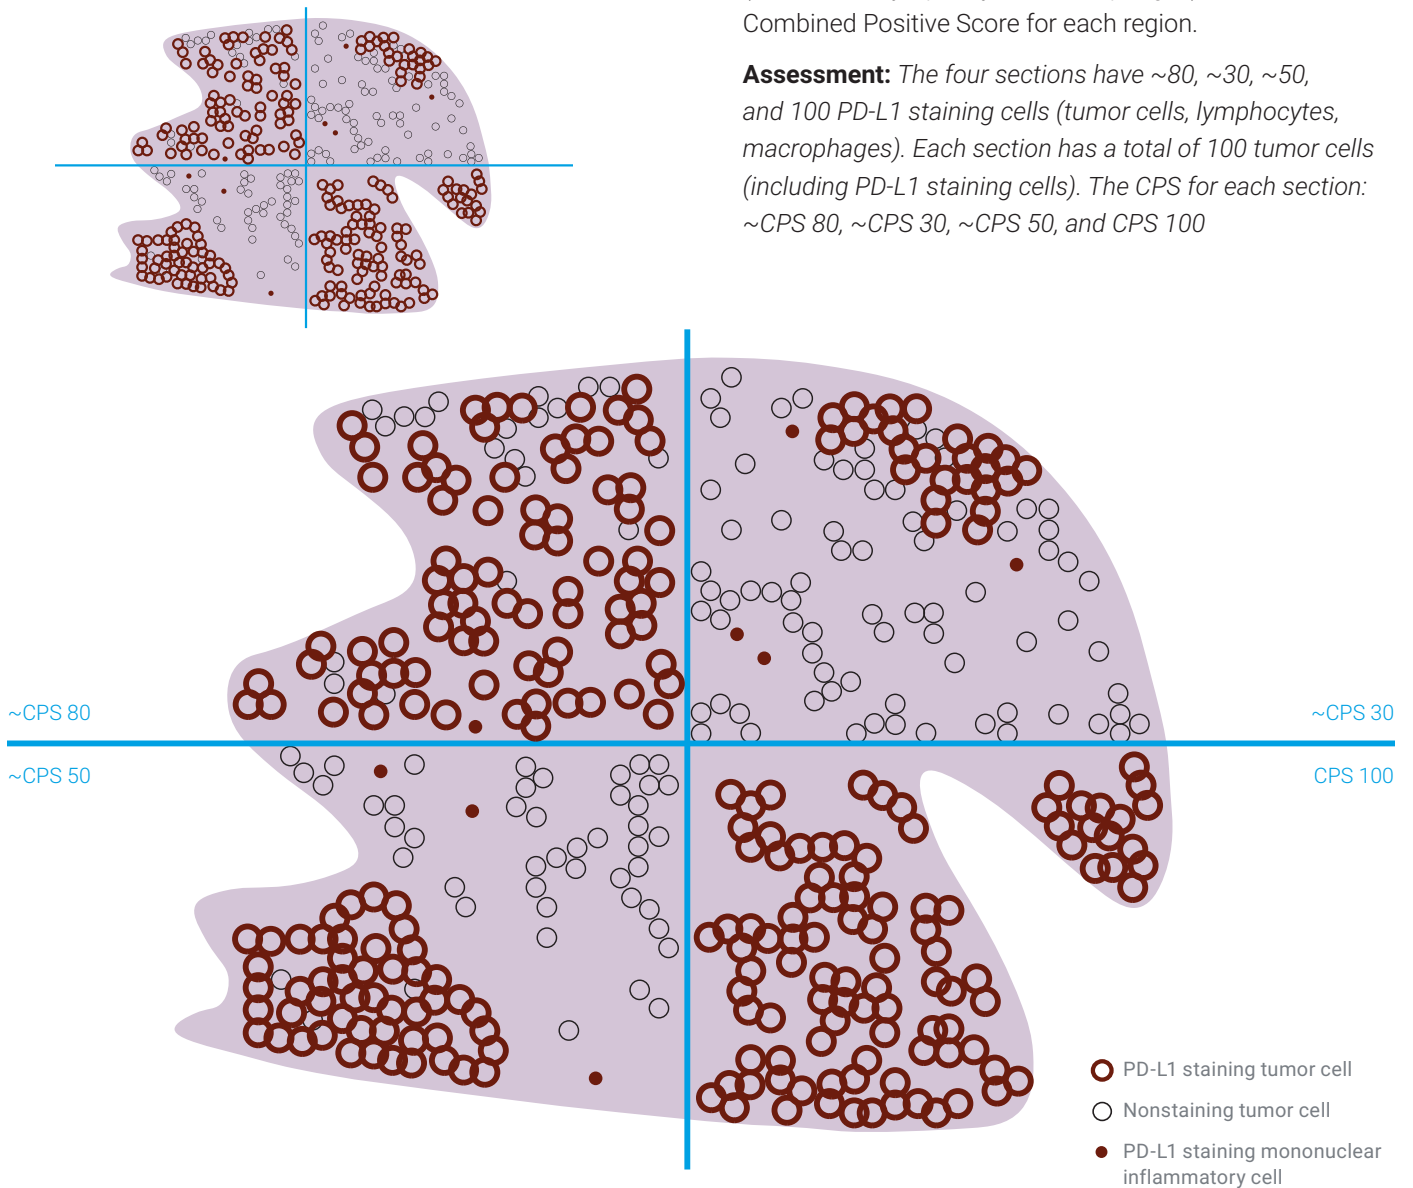 Combined Positive Score for each region.
Assessment: The four sections have ~80, ~30, ~50,
and 100 PD-L1 staining cells (tumor cells, lymphocytes,
macrophages). Each section has a total of 100 tumor cells
(including PD-L1 staining cells). The CPS for each section:
~CPS 80, ~CPS 30, ~CPS 50, and CPS 100
~CPS 80
~CPS 30
~CPS 50
CPS 100
PD-L1 staining tumor cell
Nonstaining tumor cell
PD-L1 staining mononuclear
inflammatory cell